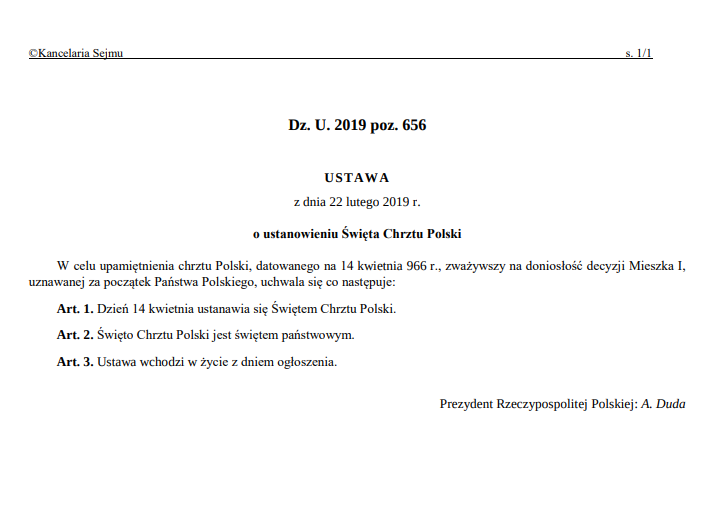 ©Kancelaria Sejmu s. 1/1
Dz. U. 2019 poz. 656
USTAWA
z dnia 22 lutego 2019 r.
o ustanowieniu Święta Chrztu Polski
W celu upamiętnienia chrztu Polski, datowanego na 14 kwietnia 966 r., zważywszy na doniosłość decyzji Mieszka I,
uznawanej za początek Państwa Polskiego, uchwala się co następuje:
Art. 1. Dzień 14 kwietnia ustanawia się Świętem Chrztu Polski.
Art. 2. Święto Chrztu Polski jest świętem państwowym.
Art. 3. Ustawa wchodzi w życie z dniem ogłoszenia.
Prezydent Rzeczypospolitej Polskiej: A. Duda